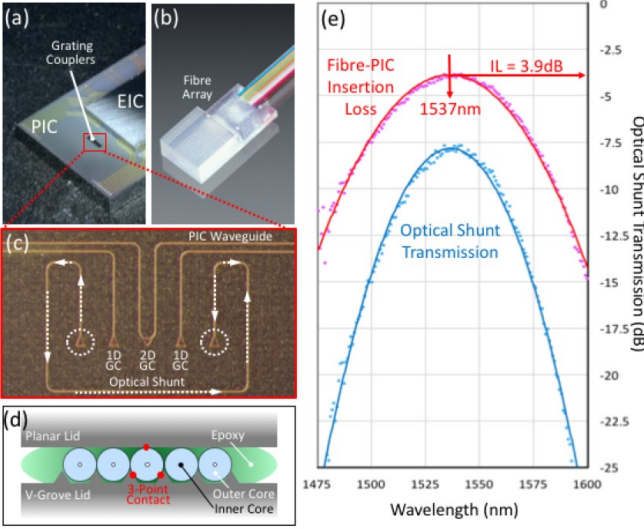 (a)
Grating
Couplers
EIC
PIC
(b)
Fibre
Array
(c)
PIC Waveguide
1D
GC
2D
GC
1D
GC
Optical Shunt
(d)
Planar Lid
Epoxy
V-Grove Lid
3-Point
Contact
Outer Core
Inner Core
(e)
Fibre-PIC
Insertion
Loss
IL = 3.9dB
1537nm
Optical Shunt
Transmission
0
-2.5
-5
-7.5
-10
-12.5
-15
-17.5
-20
-22.5
-25
Optical Shunt Transmission (dB)
1475
1500
1525
1550
1575
1600
Wavelength (nm)